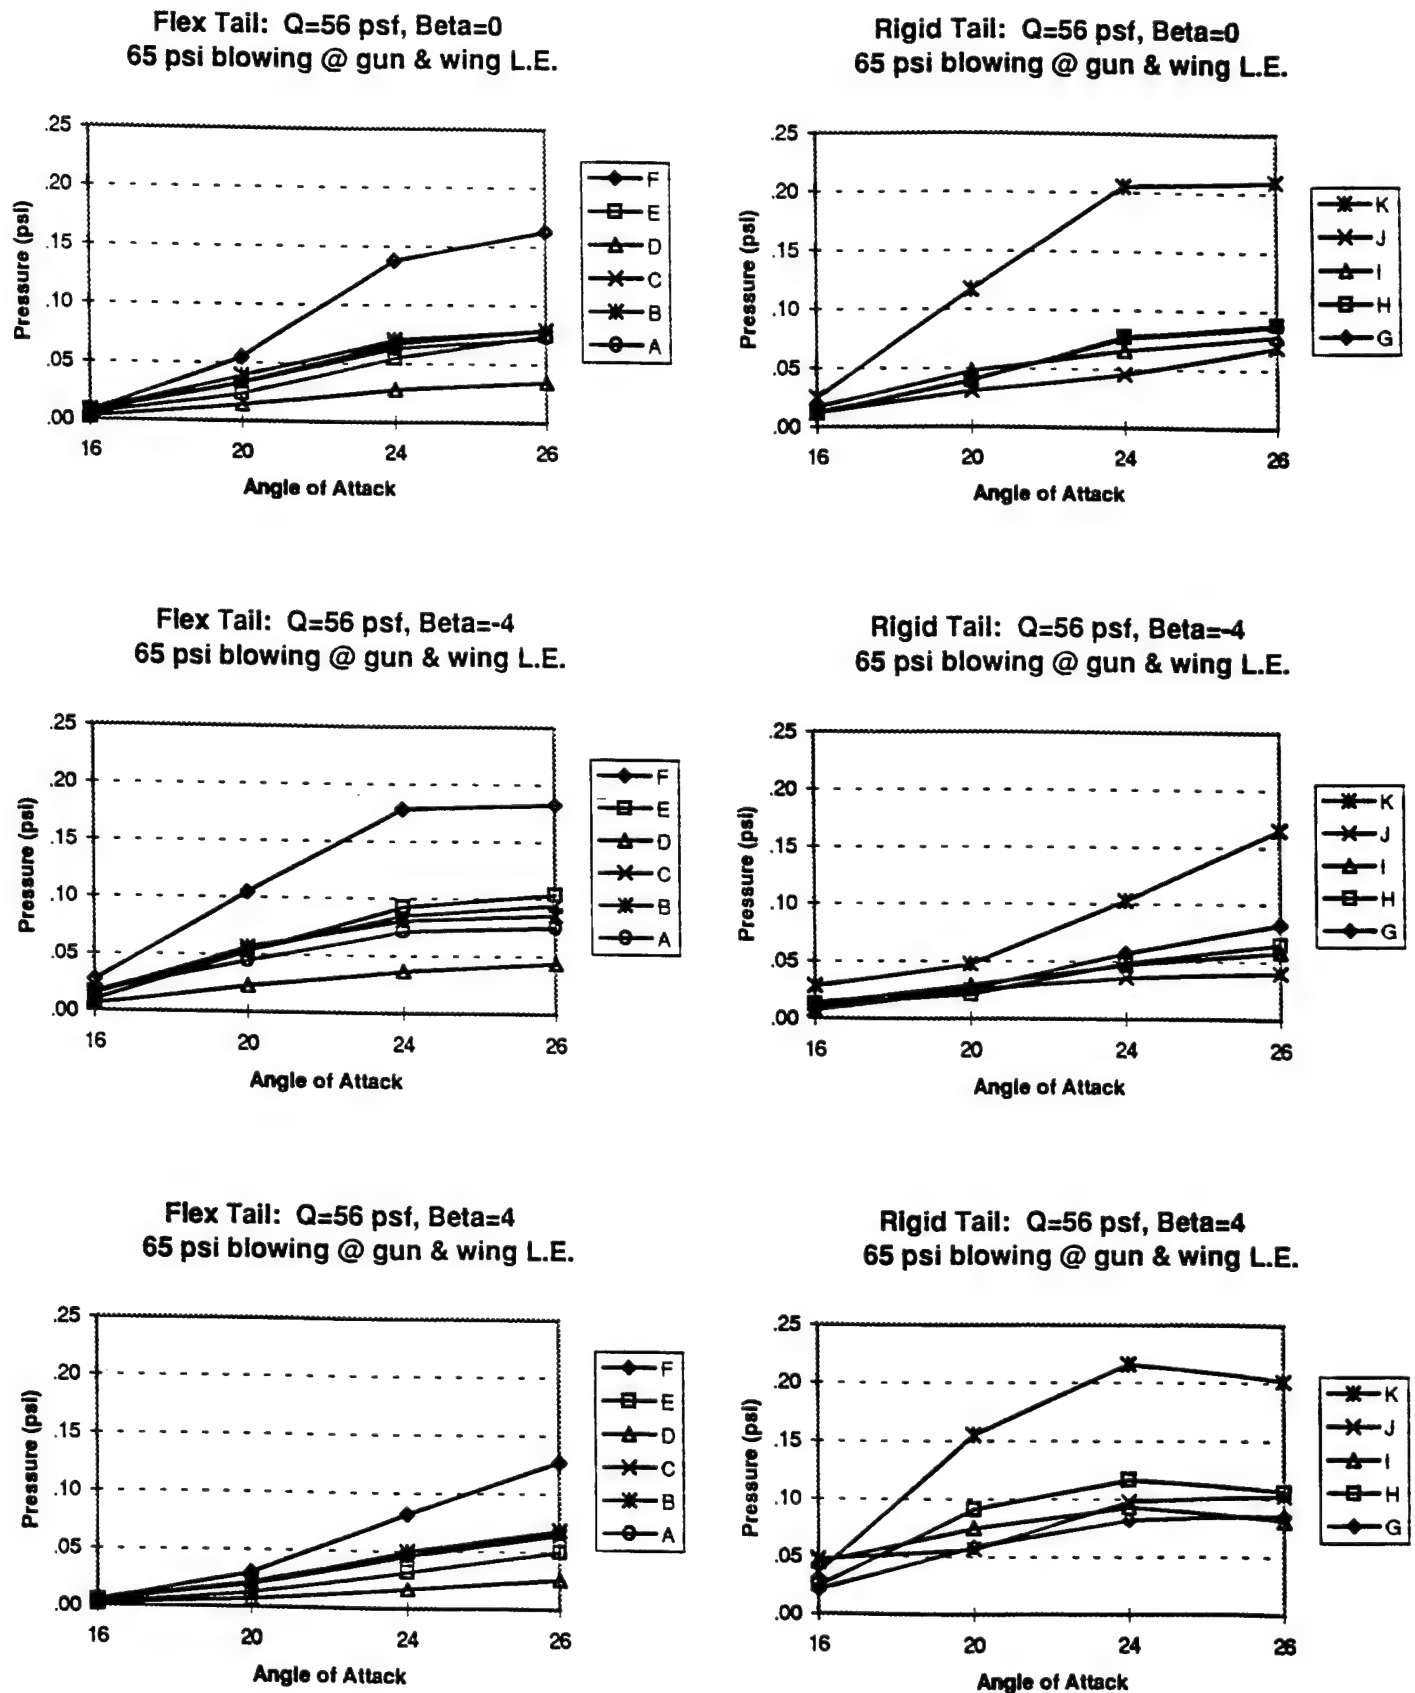 Flex Tail: Q=56 psf, Beta=0
65 psi blowing @ gun & wing L.E.
.25
.20
.15
.10
.05
.00
Pressure (psi)
16 20 24 26
Angle of Attack
F
E
D
C
B
A
Rigid Tail: Q=56 psf, Beta=0
65 psi blowing @ gun & wing L.E.
.25
.20
.15
.10
.05
.00
Pressure (psi)
16 20 24 26
Angle of Attack
K
J
I
H
G
Flex Tail: Q=56 psf, Beta=-4
65 psi blowing @ gun & wing L.E.
.25
.20
.15
.10
.05
.00
Pressure (psi)
16 20 24 26
Angle of Attack
F
E
D
C
B
A
Rigid Tail: Q=56 psf, Beta=-4
65 psi blowing @ gun & wing L.E.
.25
.20
.15
.10
.05
.00
Pressure (psi)
16 20 24 26
Angle of Attack
K
J
I
H
G
Flex Tail: Q=56 psf, Beta=4
65 psi blowing @ gun & wing L.E.
.25
.20
.15
.10
.05
.00
Pressure (psi)
16 20 24 26
Angle of Attack
F
E
D
C
B
A
Rigid Tail: Q=56 psf, Beta=4
65 psi blowing @ gun & wing L.E.
.25
.20
.15
.10
.05
.00
Pressure (psi)
16 20 24 26
Angle of Attack
K
J
I
H
G